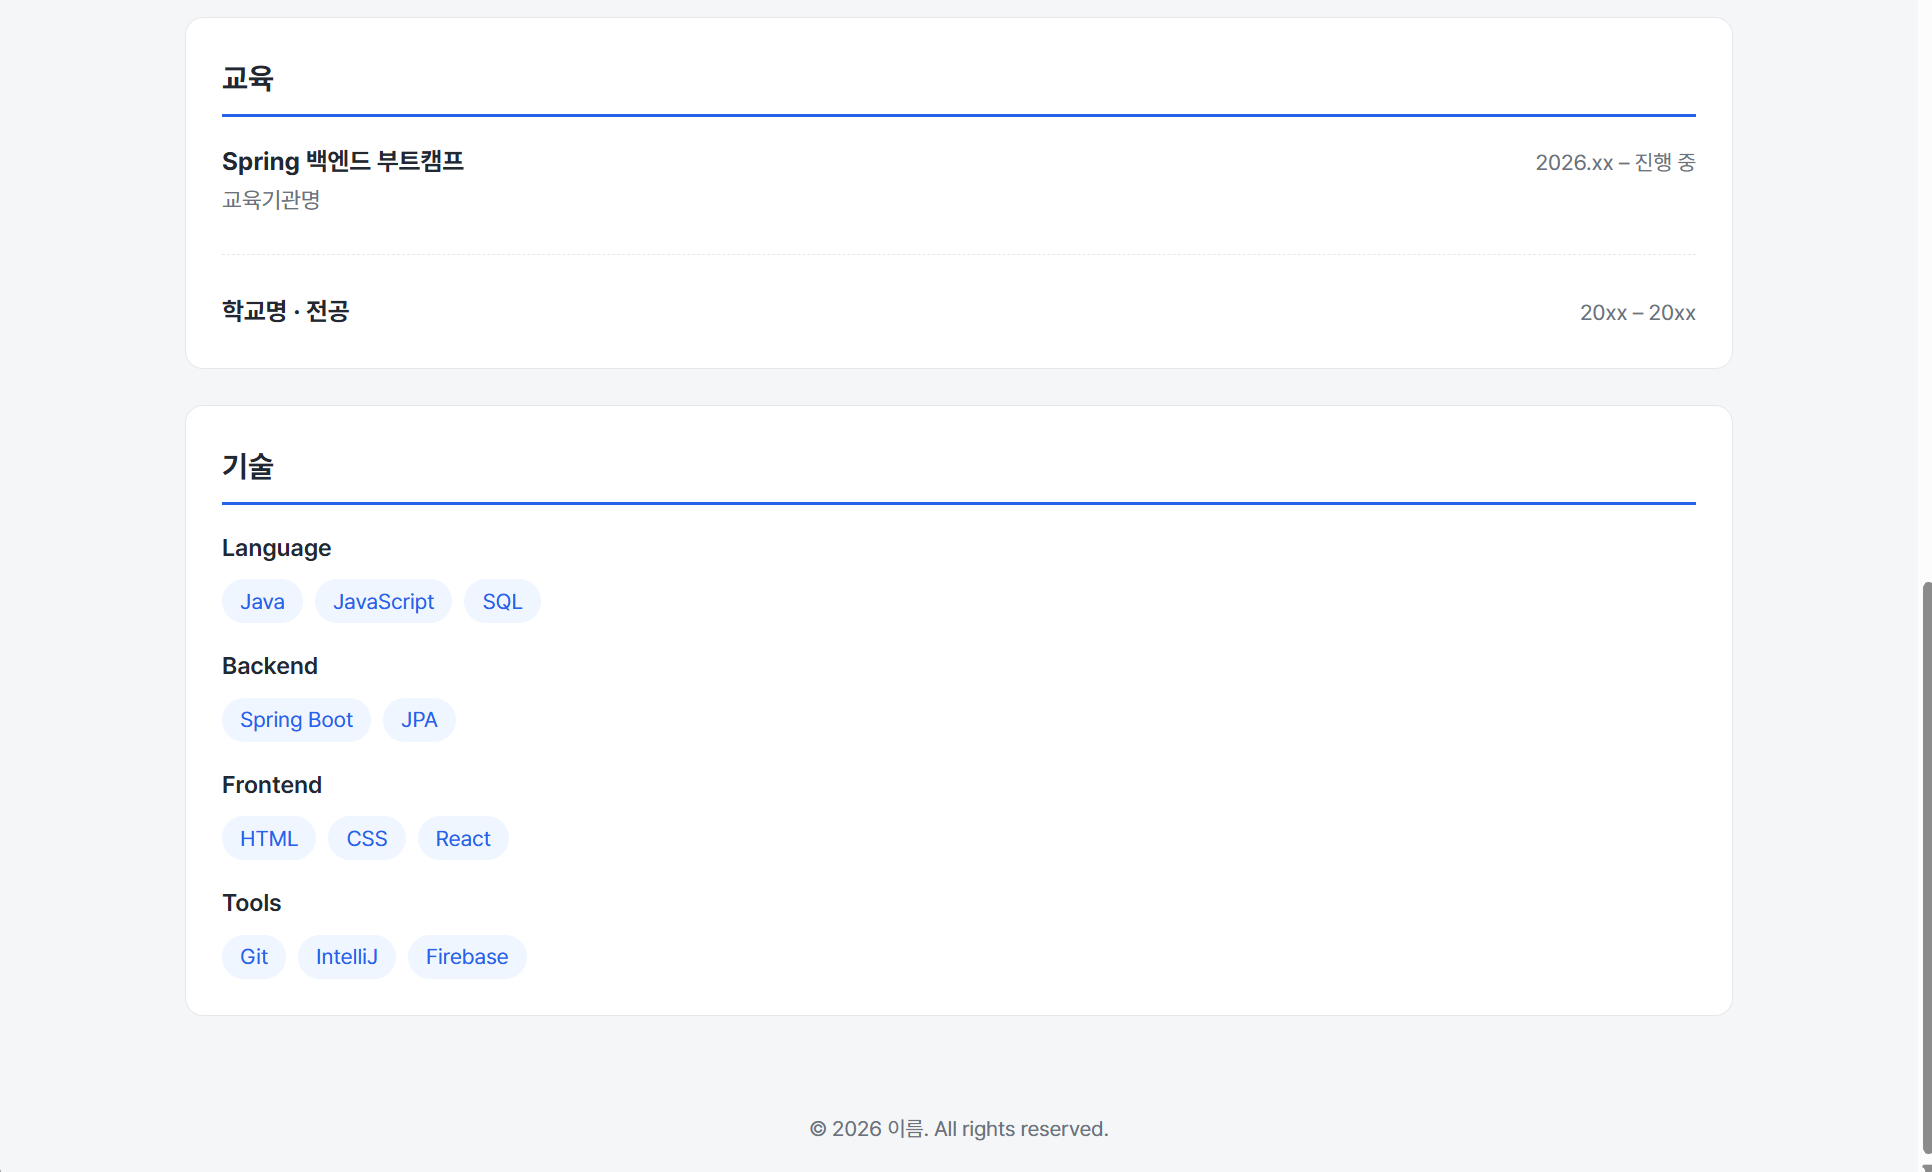 교육
Spring 백엔드 부트캠프 2026.xx – 진행 중
교육기관명
학교명 · 전공 20xx – 20xx
기술
Language
Java JavaScript SQL
Backend
Spring Boot JPA
Frontend
HTML CSS React
Tools
Git IntelliJ Firebase
© 2026 이름. All rights reserved.